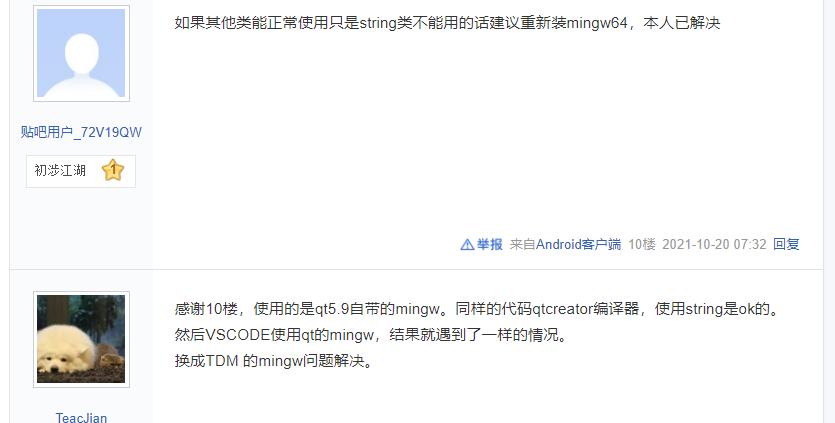 如果其他类能正常使用只是string类不能用的话建议重新装mingw64，本人已解决
贴吧用户_72V19QW
初涉江湖 1
举报 来自Android客户端 10楼 2021-10-20 07:32 回复
感谢10楼，使用的是qt5.9自带的mingw。同样的代码qtcreator编译器，使用string是ok的。
然后VSCODE使用qt的mingw，结果就遇到了一样的情况。
换成TDM 的mingw问题解决。
TeacJian